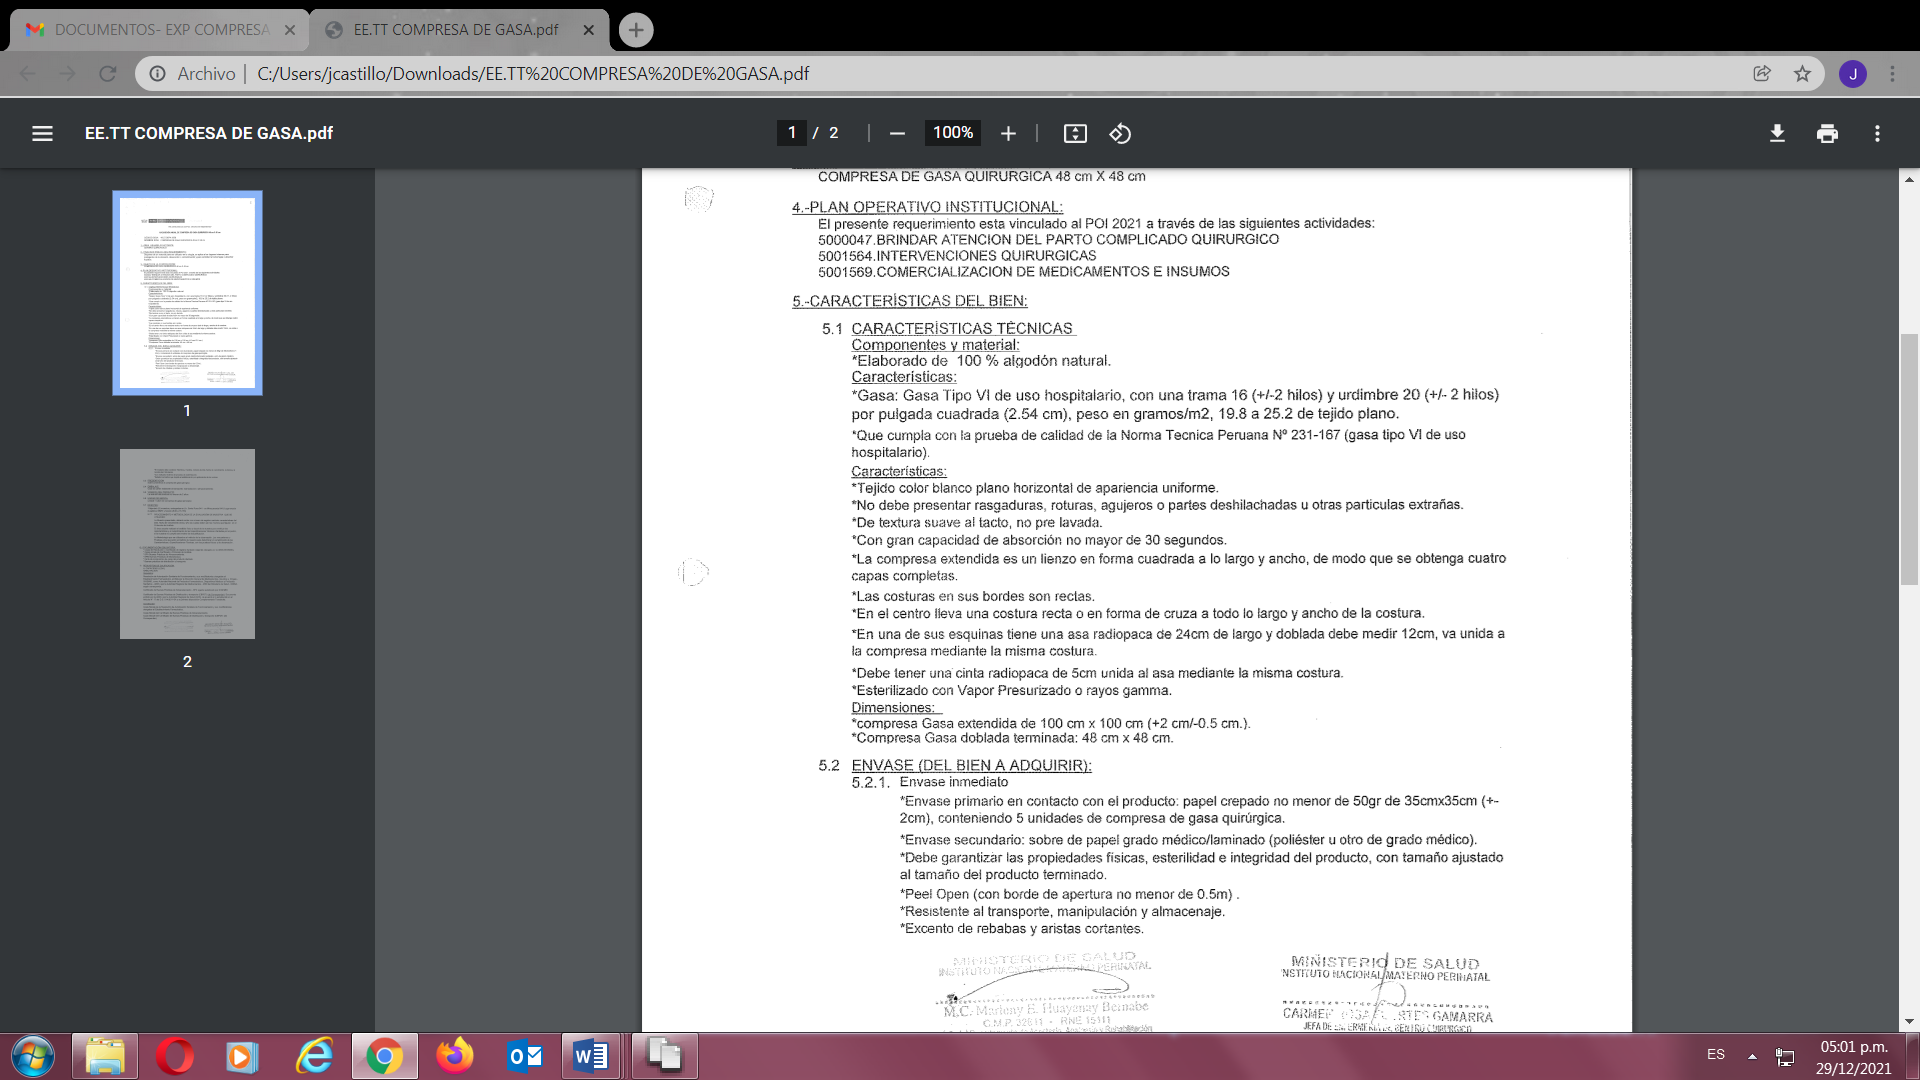 DOCUMENTOS- EXP COMPRESA
EE.TT COMPRESA DE GASA.pdf
Archivo
C:/Users/jcastillo/Downloads/EE.TT%20COMPRESA%20DE%20GASA.pdf
J
EE.TT COMPRESA DE GASA.pdf
1 / 2
100%
1
2
COMPRESA DE GASA QUIRURGICA 48 cm X 48 cm
4.-PLAN OPERATIVO INSTITUCIONAL:
El presente requerimiento esta vinculado al POI 2021 a través de las siguientes actividades:
5000047.BRINDAR ATENCION DEL PARTO COMPLICADO QUIRURGICO
5001564.INTERVENCIONES QUIRURGICAS
5001569.COMERCIALIZACION DE MEDICAMENTOS E INSUMOS
5.-CARACTERÍSTICAS DEL BIEN:
5.1 CARACTERÍSTICAS TÉCNICAS
Componentes y material:
*Elaborado de 100 % algodón natural.
Características:
*Gasa: Gasa Tipo VI de uso hospitalario, con una trama 16 (+/-2 hilos) y urdimbre 20 (+/- 2 hilos)
por pulgada cuadrada (2.54 cm), peso en gramos/m2, 19.8 a 25.2 de tejido plano.
*Que cumpla con la prueba de calidad de la Norma Tecnica Peruana Nº 231-167 (gasa tipo VI de uso
hospitalario).
Características:
*Tejido color blanco plano horizontal de apariencia uniforme.
*No debe presentar rasgaduras, roturas, agujeros o partes deshilachadas u otras particulas extrañas.
*De textura suave al tacto, no pre lavada.
*Con gran capacidad de absorción no mayor de 30 segundos.
*La compresa extendida es un lienzo en forma cuadrada a lo largo y ancho, de modo que se obtenga cuatro
capas completas.
*Las costuras en sus bordes son rectas.
*En el centro lleva una costura recta o en forma de cruza a todo lo largo y ancho de la costura.
*En una de sus esquinas tiene una asa radiopaca de 24cm de largo y doblada debe medir 12cm, va unida a
la compresa mediante la misma costura.
*Debe tener una cinta radiopaca de 5cm unida al asa mediante la misma costura.
*Esterilizado con Vapor Presurizado o rayos gamma.
Dimensiones:
*compresa Gasa extendida de 100 cm x 100 cm (+2 cm/-0.5 cm.).
*Compresa Gasa doblada terminada: 48 cm x 48 cm.
5.2 ENVASE (DEL BIEN A ADQUIRIR):
5.2.1. Envase inmediato
*Envase primario en contacto con el producto: papel crepado no menor de 50gr de 35cmx35cm (+-
2cm), conteniendo 5 unidades de compresa de gasa quirúrgica.
*Envase secundario: sobre de papel grado médico/laminado (poliéster u otro de grado médico).
*Debe garantizar las propiedades físicas, esterilidad e integridad del producto, con tamaño ajustado
al tamaño del producto terminado.
*Peel Open (con borde de apertura no menor de 0.5m) .
*Resistente al transporte, manipulación y almacenaje.
*Excento de rebabas y aristas cortantes.
MINISTERIO DE SALUD
INSTITUTO NACIONAL MATERNO PERINATAL
M.C. Marleny E. Huayanay Bernabe
C.M.P. 32811 - RNE 15111
MINISTERIO DE SALUD
INSTITUTO NACIONAL MATERNO PERINATAL
CARMEN GAMARRA
ES
05:01 p.m.
29/12/2021